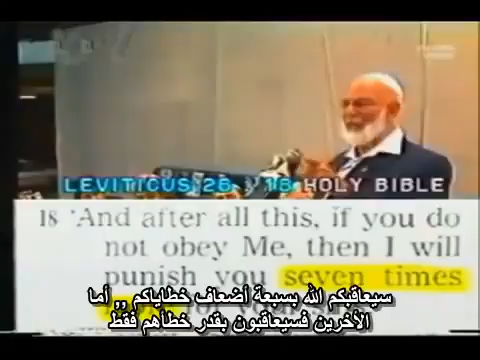 LEVITICUS 26 : 18 HOLY BIBLE
18 'And after all this, if you do
not obey Me, then I will
punish you seven times
سيعاقبكم الله بسبعة أضعاف خطاياكم ,, أما
الأخرين فسيعاقبون بقدر خطأهم فقط